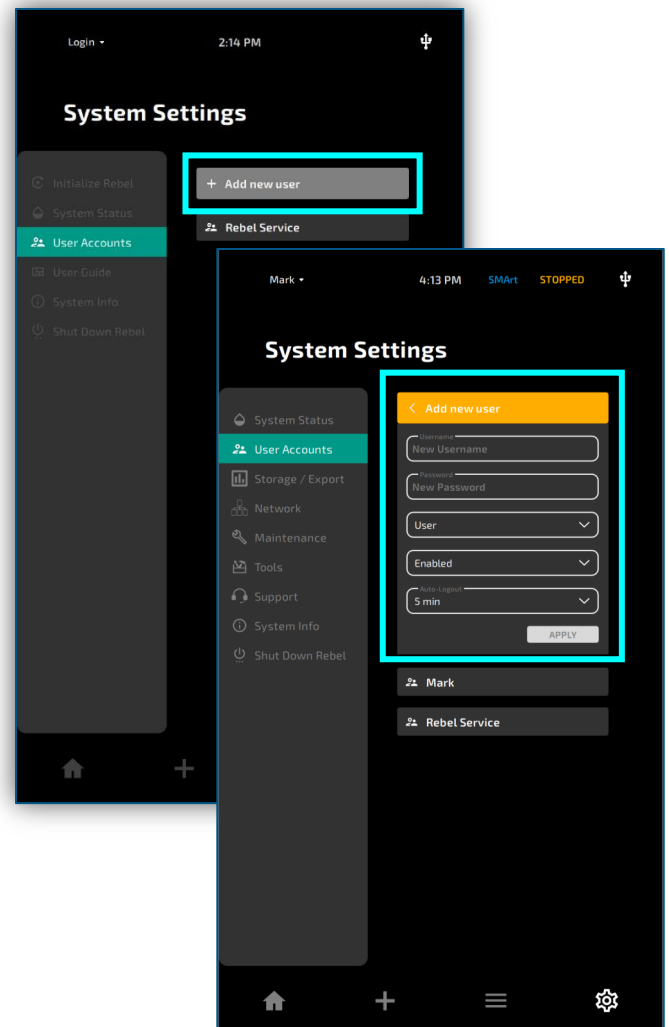 Login
2:14 PM
System Settings
Initialize Rebel
System Status
User Accounts
User Guide
System Info
Shut Down Rebel
+ Add new user
Rebel Service
Mark
4:13 PM
SMArt
STOPPED
System Settings
System Status
User Accounts
Storage / Export
Network
Maintenance
Tools
Support
System Info
Shut Down Rebel
< Add new user
Username
New Username
Password
New Password
User
Enabled
Auto-Logout
5 min
APPLY
Mark
Rebel Service